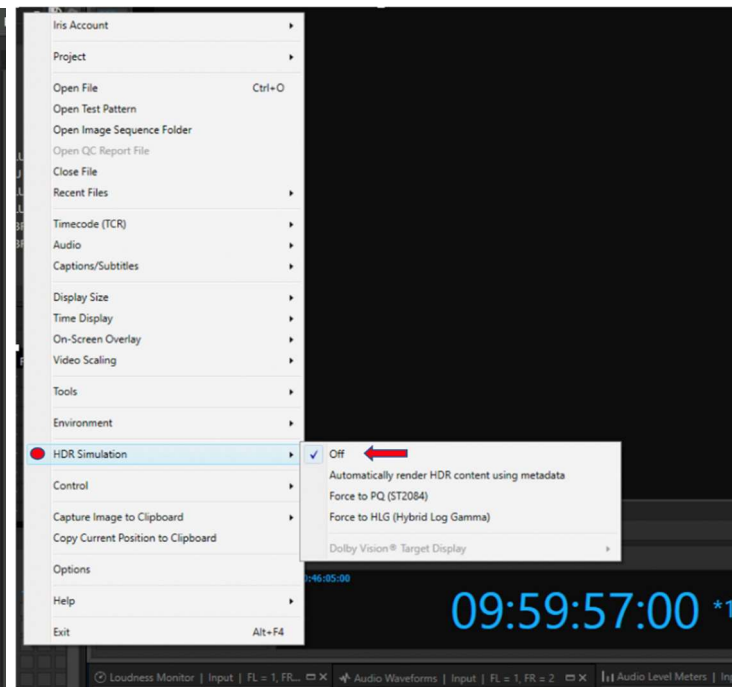 Iris Account
Project
Open File Ctrl+O
Open Test Pattern
Open Image Sequence Folder
Open QC Report File
Close File
Recent Files
Timecode (TCR)
Audio
Captions/Subtitles
Display Size
Time Display
On-Screen Overlay
Video Scaling
Tools
Environment
HDR Simulation
Off
Automatically render HDR content using metadata
Force to PQ (ST2084)
Force to HLG (Hybrid Log Gamma)
Dolby Vision® Target Display
Control
Capture Image to Clipboard
Copy Current Position to Clipboard
Options
Help
Exit Alt+F4
:46:05:00
09:59:57:00 *1
Loudness Monitor | Input | FL = 1, FR... Audio Waveforms | Input | FL = 1, FR = 2 Audio Level Meters |